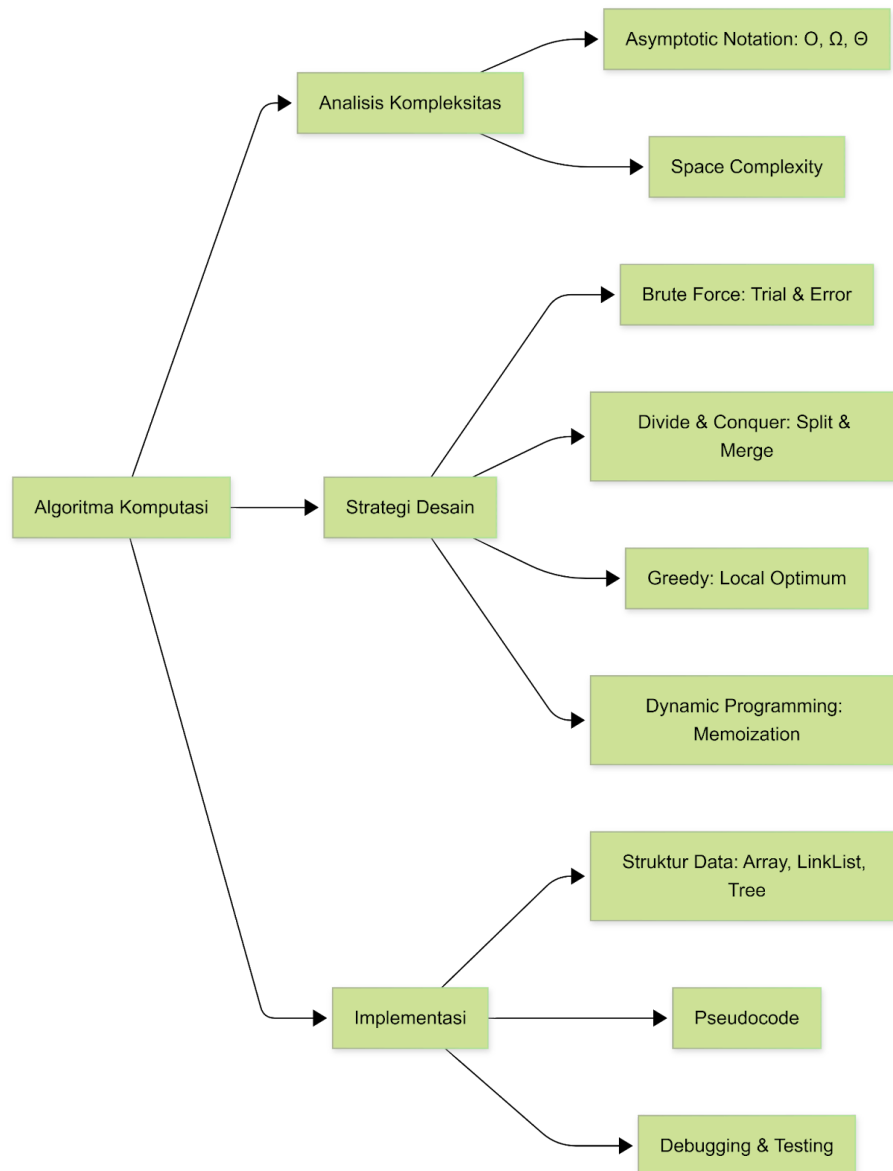 Asymptotic Notation: O, Ω, Θ
Analisis Kompleksitas
Space Complexity
Brute Force: Trial & Error
Divide & Conquer: Split &
Merge
Algoritma Komputasi
Strategi Desain
Greedy: Local Optimum
Dynamic Programming:
Memoization
Struktur Data: Array, LinkList,
Tree
Implementasi
Pseudocode
Debugging & Testing